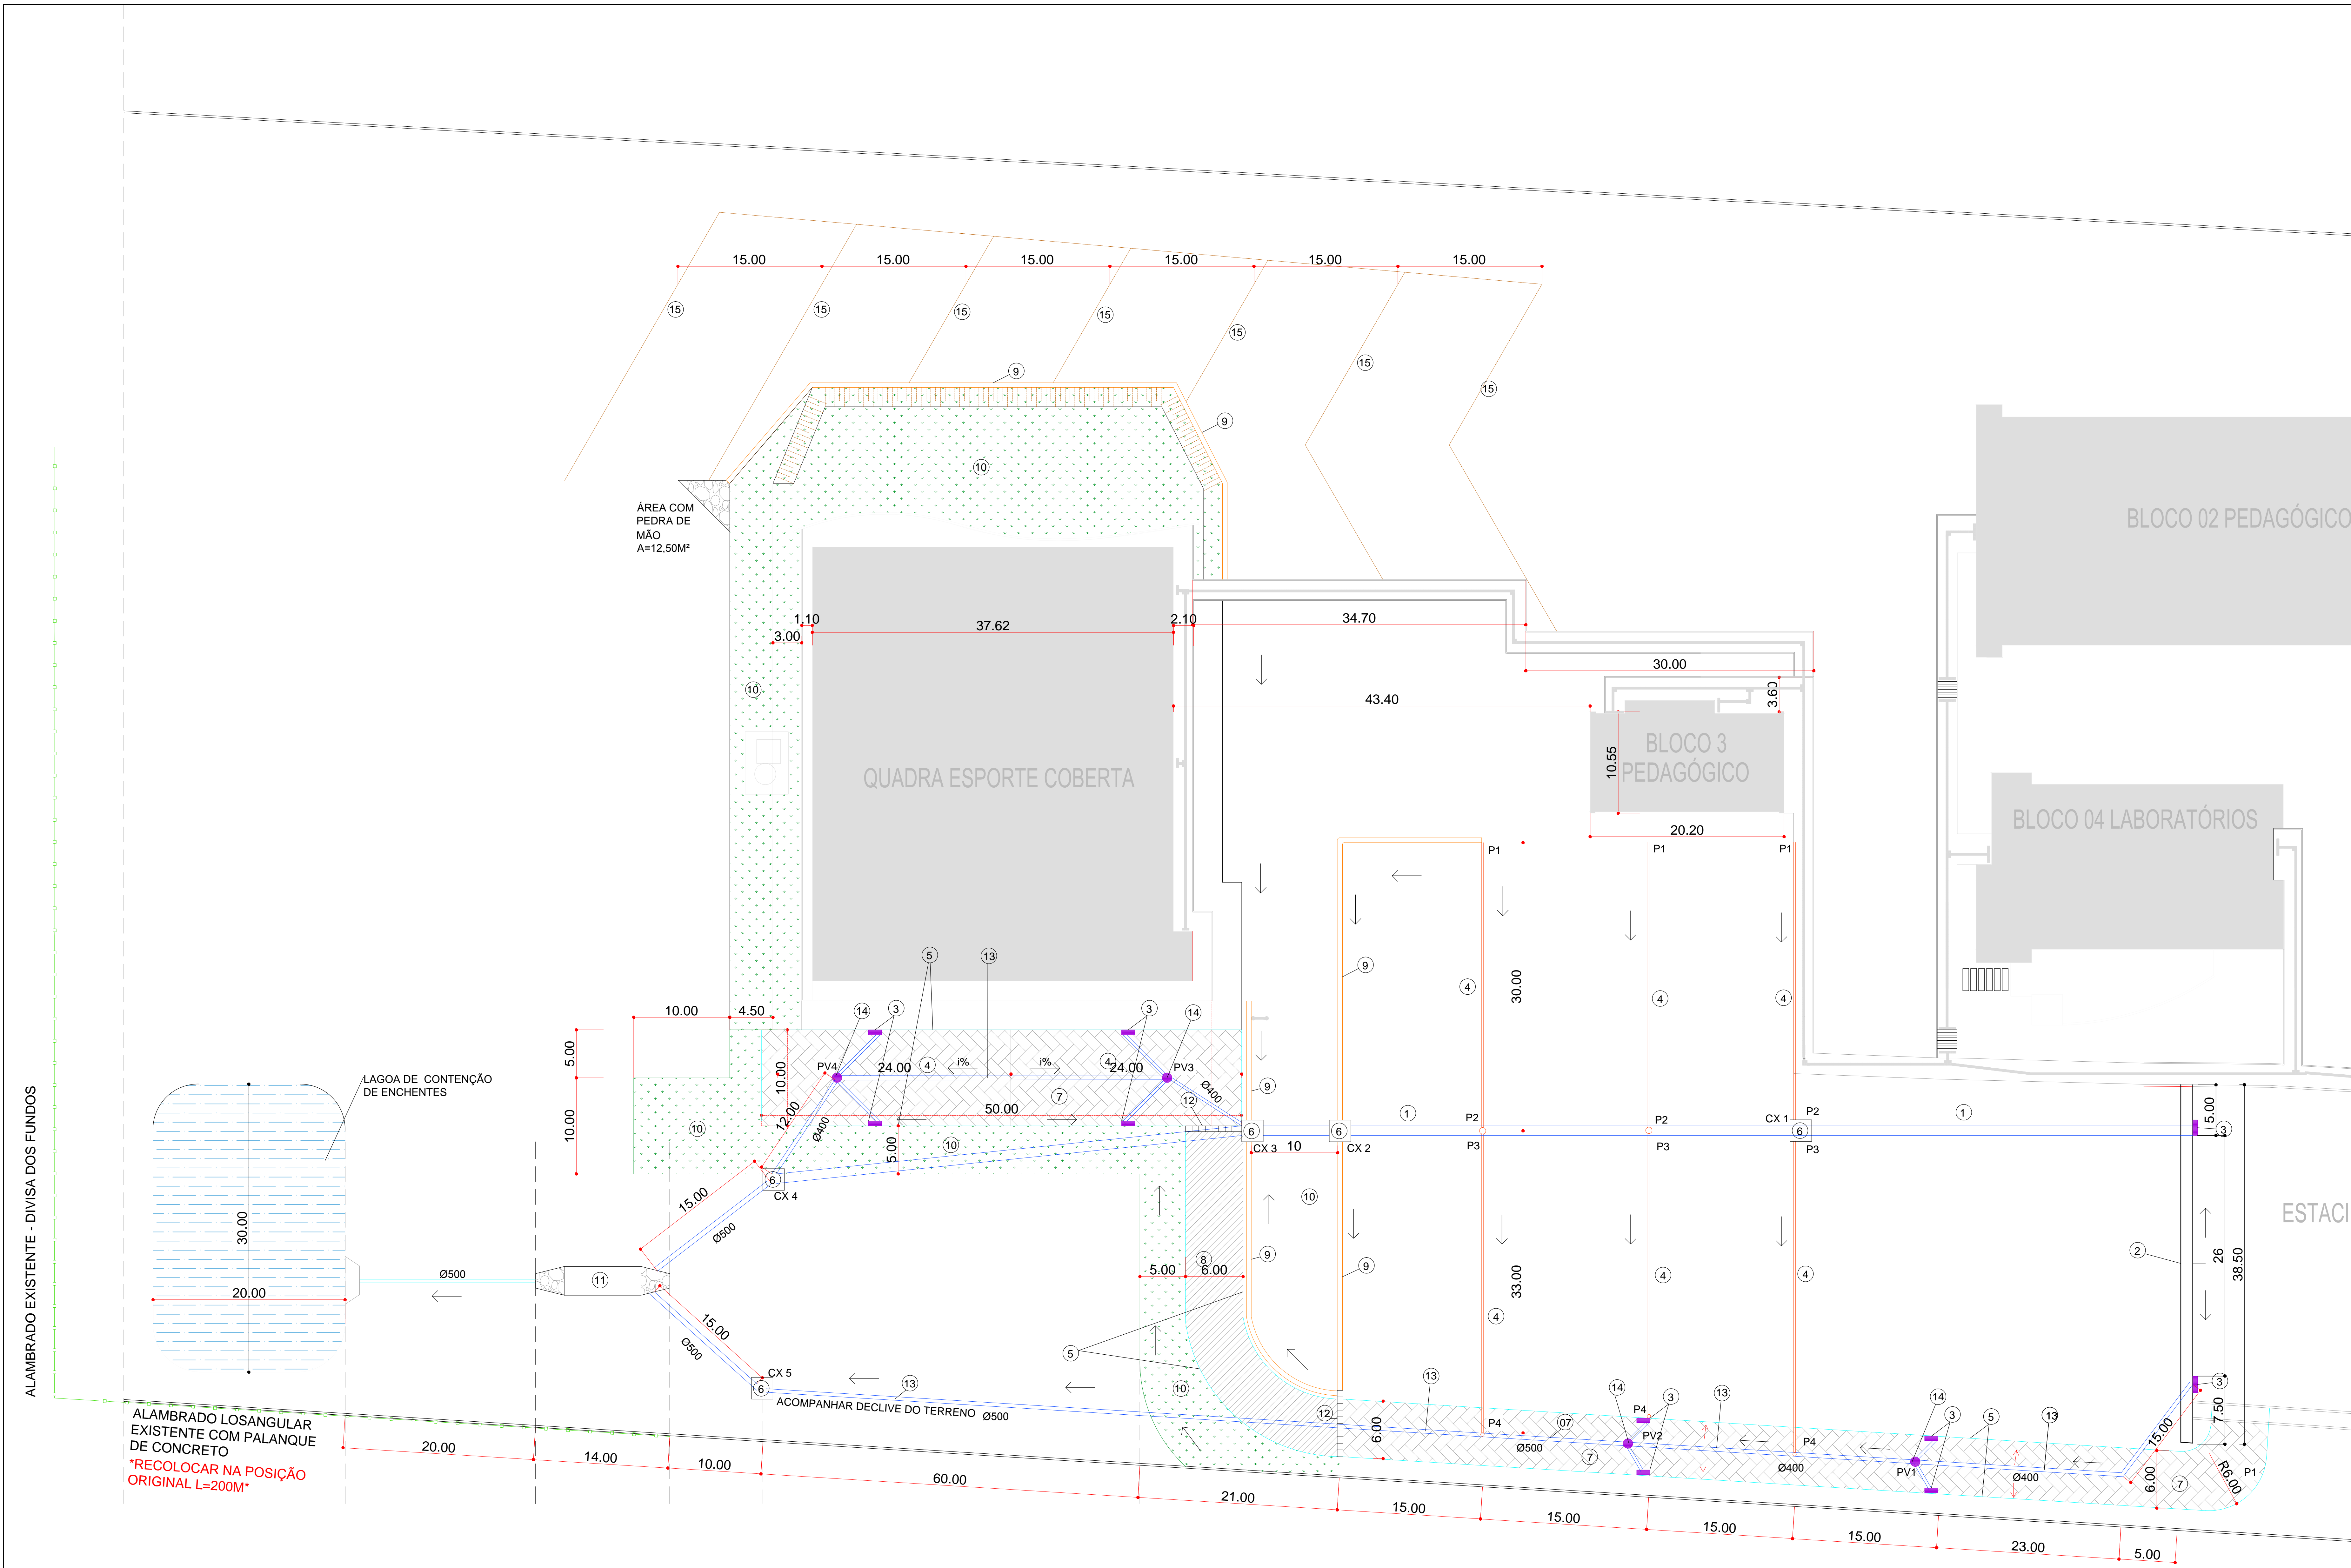 15.00
15.00
15.00
15.00
15.00
15.00
15
15
15
15
15
15
15
9
9
10
ÁREA COM
PEDRA DE
MÃO
A=12,50M²
BLOCO 02 PEDAGÓGICO
1.10
3.00
37.62
2.10
34.70
30.00
10
43.40
3.60
10.55
BLOCO 3
PEDAGÓGICO
QUADRA ESPORTE COBERTA
20.20
BLOCO 04 LABORATÓRIOS
P1
P1
P1
5
13
9
4
30.00
4
4
10.00
4.50
14
3
3
14
5.00
10.00
PV4
24.00
4
i%
i%
4
24.00
PV3
10.00
Ø400
9
7
12
12.00
50.00
Ø400
LAGOA DE CONTENÇÃO
DE ENCHENTES
10
10
5.00
6
CX 3
10
6
CX 2
1
P2
P3
P2
P3
CX 1
P2
6
P3
1
5.00
3
6
CX 4
15.00
Ø500
10
30.00
20.00
Ø500
11
15.00
Ø500
8
5.00
6.00
9
9
33.00
4
4
4
2
26
38.50
ESTACI
5
10
CX 5
6
13
ACOMPANHAR DECLIVE DO TERRENO Ø500
12
6.00
13
P4
07
Ø500
14
P4
3
PV2
7
13
P4
Ø400
14
3
PV1
5
13
Ø400
3
7.50
15.00
6.00
R6.00
P1
7
ALAMBRADO EXISTENTE - DIVISA DOS FUNDOS
ALAMBRADO LOSANGULAR
EXISTENTE COM PALANQUE
DE CONCRETO
*RECOLOCAR NA POSIÇÃO
ORIGINAL L=200M*
20.00
14.00
10.00
60.00
21.00
15.00
15.00
15.00
15.00
23.00
5.00